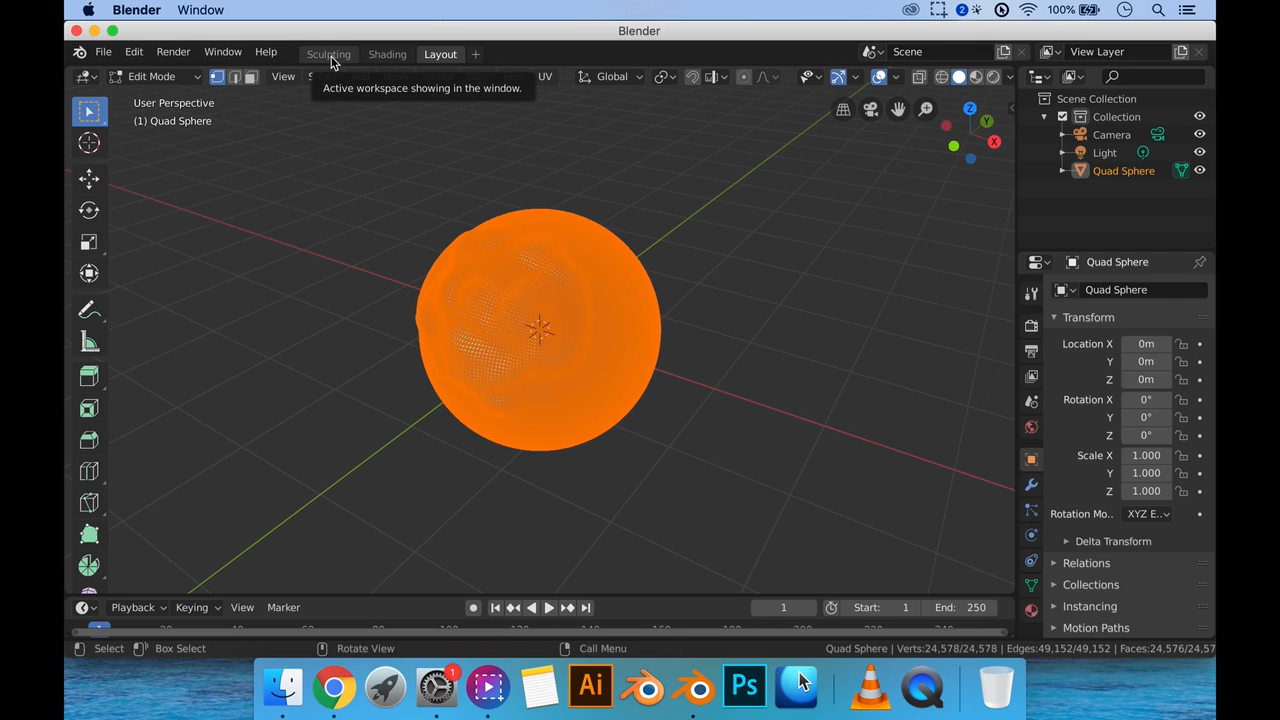 Blender Window 2 100%
Blender
File Edit Render Window Help Sculpting Shading Layout + Scene View Layer
Edit Mode View S UV Global
Active workspace showing in the window.
User Perspective
(1) Quad Sphere
Z
Y
X
Scene Collection
Collection
Camera
Light
Quad Sphere
Quad Sphere
Quad Sphere
Transform
Location X 0m
Y 0m
Z 0m
Rotation X 0°
Y 0°
Z 0°
Scale X 1.000
Y 1.000
Z 1.000
Rotation Mo.. XYZ E..
Delta Transform
Relations
Collections
Instancing
Motion Paths
Playback Keying View Marker 1 Start: 1 End: 250
Select Box Select Rotate View Call Menu Quad Sphere | Verts:24,578/24,578 | Edges:49,152/49,152 | Faces:24,576/24,57
1
Ai Ps